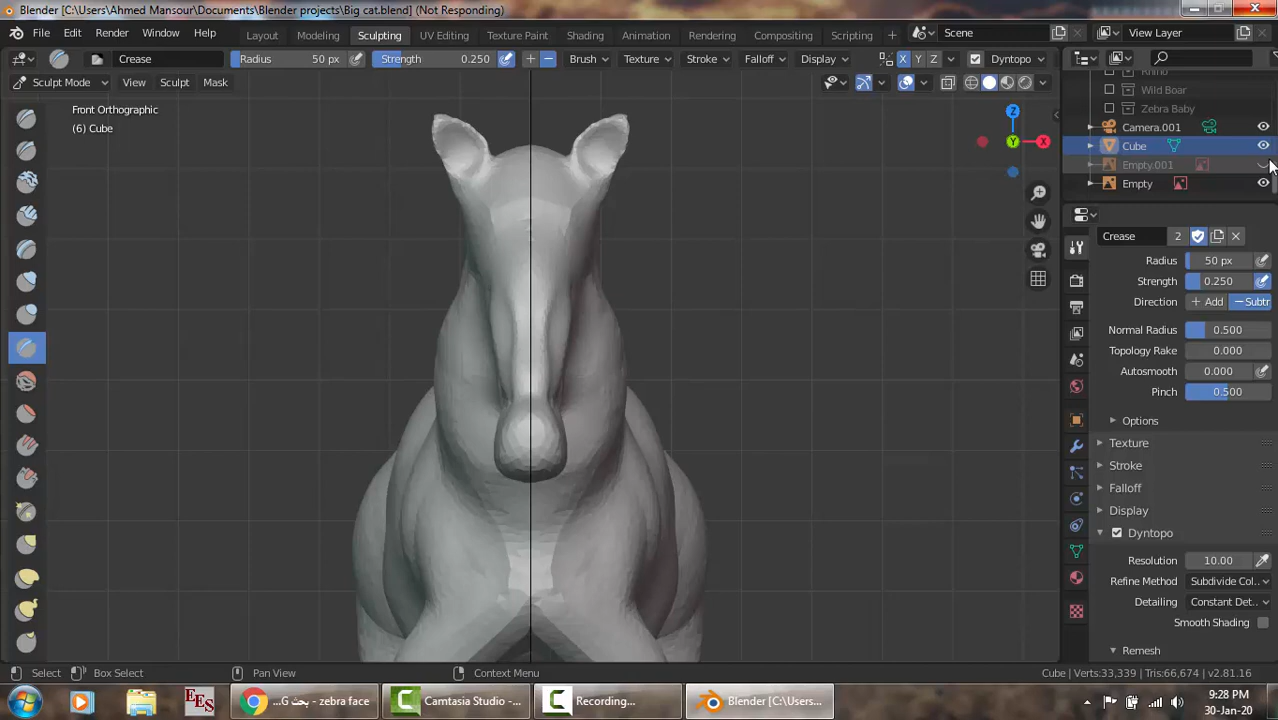 Blender [C:\Users\Ahmed Mansour\Documents\Blender projects\Big cat.blend] (Not Responding)
File Edit Render Window Help Layout Modeling Sculpting UV Editing Texture Paint Shading Animation Rendering Compositing Scripting + Scene View Layer
Crease Radius 50 px Strength 0.250 Brush Texture Stroke Falloff Display X Y Z Dyntopo
Sculpt Mode View Sculpt Mask
Front Orthographic
(6) Cube
Z
Y
X
Rhino
Wild Boar
Zebra Baby
Camera.001
Cube
Empty.001
Empty
Crease 2
Radius 50 px
Strength 0.250
Direction + Add Subtr
Normal Radius 0.500
Topology Rake 0.000
Autosmooth 0.000
Pinch 0.500
Options
Texture
Stroke
Falloff
Display
Dyntopo
Resolution 10.00
Refine Method Subdivide Col...
Detailing Constant Det...
Smooth Shading
Remesh
Select Box Select Pan View Context Menu Cube | Verts:33,339 | Tris:66,674 | v2.81.16
EES ...G بحث - zebra face Camtasia Studio -... Recording... Blender [C:\Users... 9:28 PM
30-Jan-20